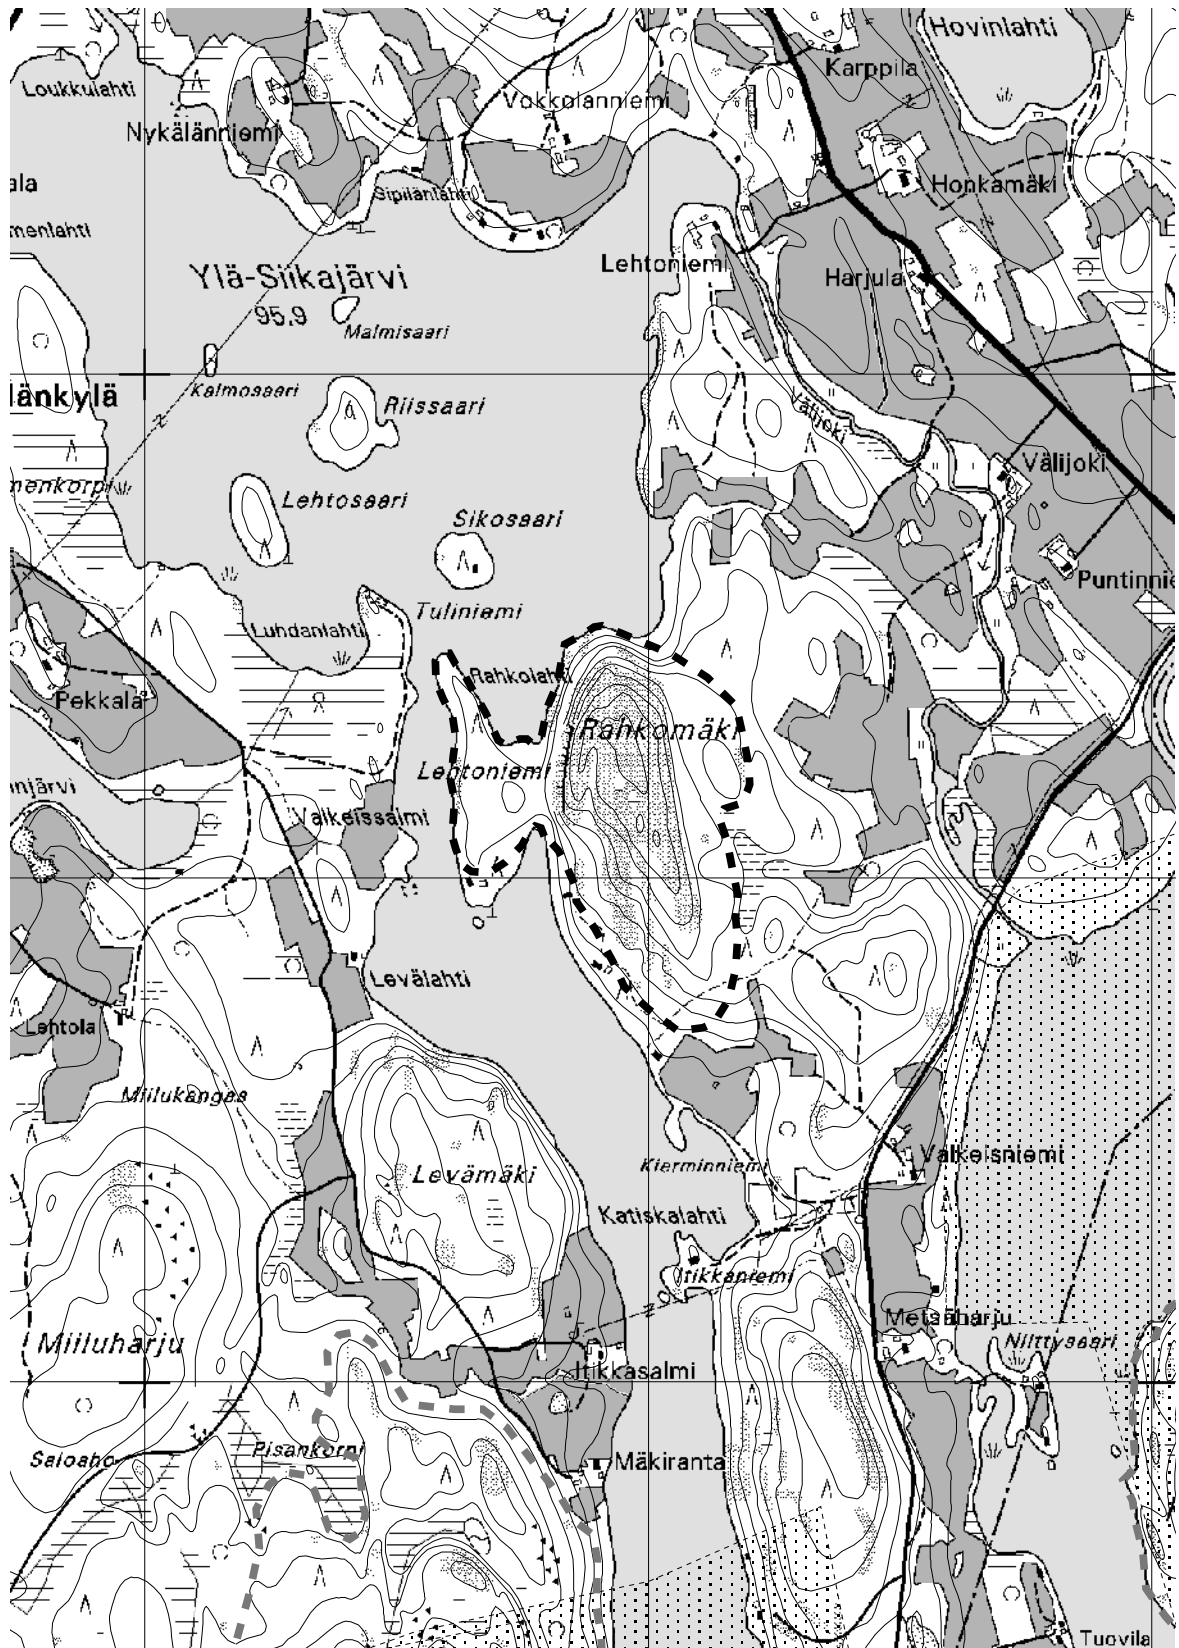 Hovinlahti
Karppila
Loukkulahti
Vokkolanniemi
Nykälänniemi
ala
Honkamäki
Sipilänlahti
menlahti
Lehtoniemi
Ylä-Siikajärvi
Harjula
95.9
Malmisaari
Kalmosaari
länkylä
Riissaari
Välijoki
Välijoki
menkorpi
Lehtosaari
Sikosaari
Puntinnie
Tuliniemi
Luhdanlahti
Rahkolahti
Pekkala
Rahkomäki
Lehtoniemi
injärvi
Valkeissalmi
Levälahti
Lehtola
Miilukangas
Valkeisniemi
Kierminniemi
Levämäki
Katiskalahti
Itikkaniemi
Metsäharju
Miiluharju
Niittysaari
Itikkasalmi
Pisankorpi
Saloaho
Mäkiranta
Tuovila